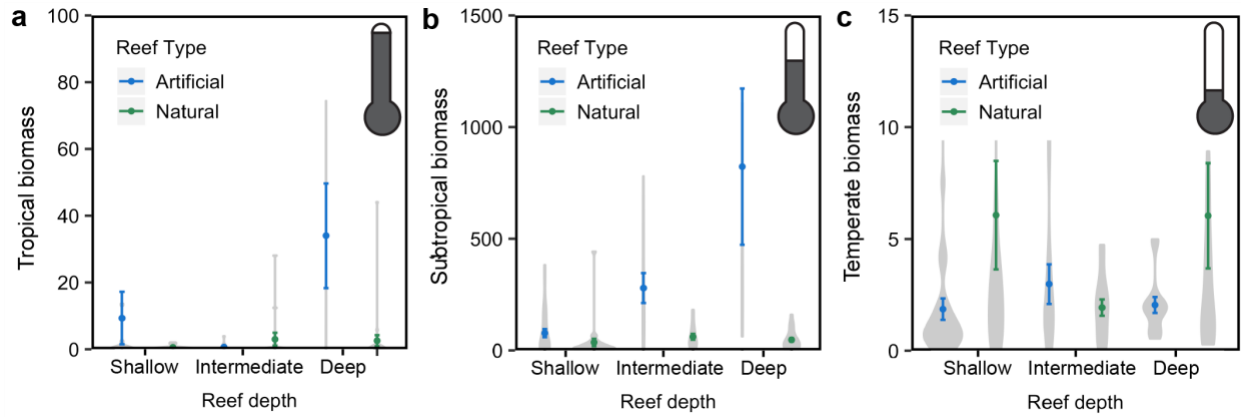 a
100
80
60
40
20
0
Tropical biomass
Reef Type
Artificial
Natural
Shallow Intermediate Deep
Reef depth
b
1500
1000
500
0
Subtropical biomass
Reef Type
Artificial
Natural
Shallow Intermediate Deep
Reef depth
c
15
10
5
0
Temperate biomass
Reef Type
Artificial
Natural
Shallow Intermediate Deep
Reef depth